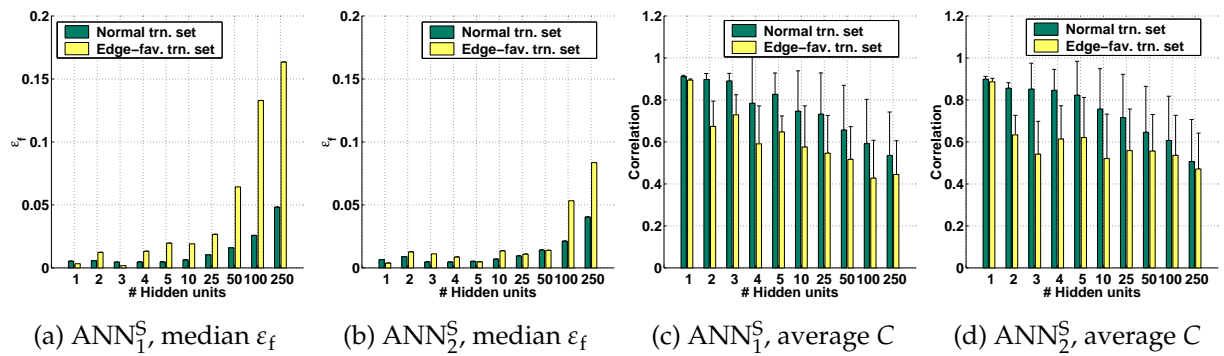 0.2
Normal trn. set
Edge-fav. trn. set
0.15
0.1
0.05
0
ε_f
1 2 3 4 5 10 25 50 100 250
# Hidden units
(a) ANN₁ˢ, median ε_f
0.2
Normal trn. set
Edge-fav. trn. set
0.15
0.1
0.05
0
ε_f
1 2 3 4 5 10 25 50 100 250
# Hidden units
(b) ANN₂ˢ, median ε_f
1.2
Normal trn. set
Edge-fav. trn. set
1
0.8
0.6
0.4
0.2
0
Correlation
1 2 3 4 5 10 25 50 100 250
# Hidden units
(c) ANN₁ˢ, average C
1.2
Normal trn. set
Edge-fav. trn. set
1
0.8
0.6
0.4
0.2
0
Correlation
1 2 3 4 5 10 25 50 100 250
# Hidden units
(d) ANN₂ˢ, average C